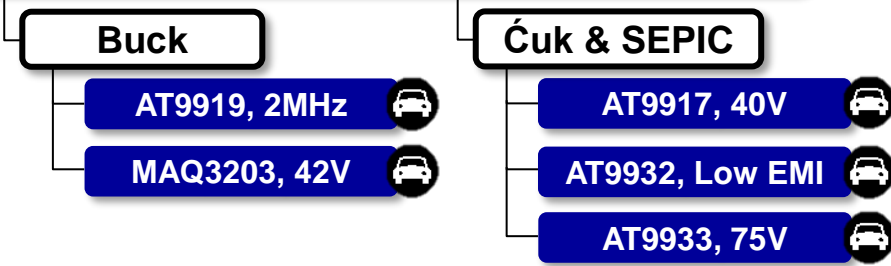 Buck
AT9919, 2MHz
MAQ3203, 42V
Ćuk & SEPIC
AT9917, 40V
AT9932, Low EMI
AT9933, 75V